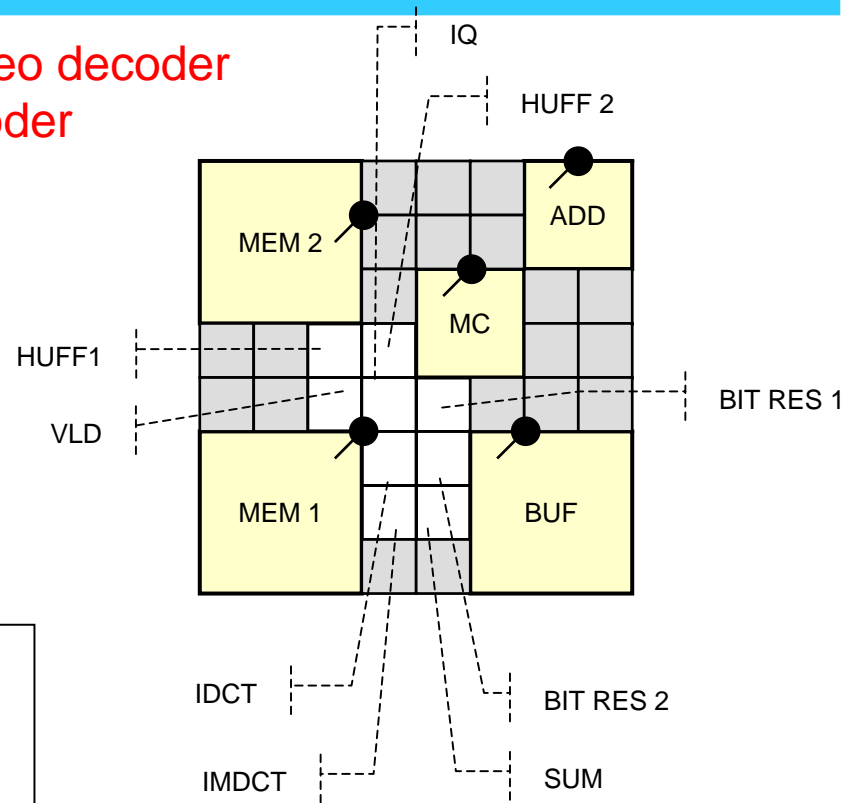 IQ
eo decoder
HUFF 2
oder
ADD
MEM 2
MC
HUFF1
BIT RES 1
VLD
MEM 1
BUF
IDCT
BIT RES 2
IMDCT
SUM